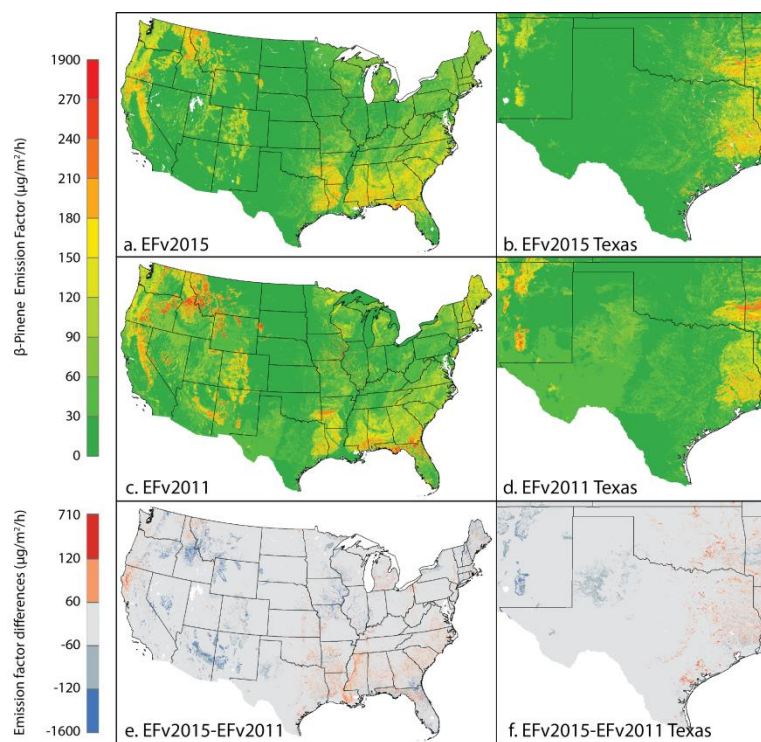 β-Pinene Emission Factor (µg/m²/h)
1900
270
240
210
180
150
120
90
60
30
0
a. EFv2015
b. EFv2015 Texas
c. EFv2011
d. EFv2011 Texas
Emission factor differences (µg/m²/h)
710
120
60
-60
-120
-1600
e. EFv2015-EFv2011
f. EFv2015-EFv2011 Texas